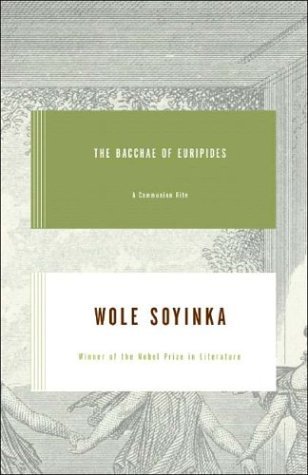 THE BACCHAE OF EURIPIDES
A Communion Rite
WOLE SOYINKA
Winner of the Nobel Prize in Literature